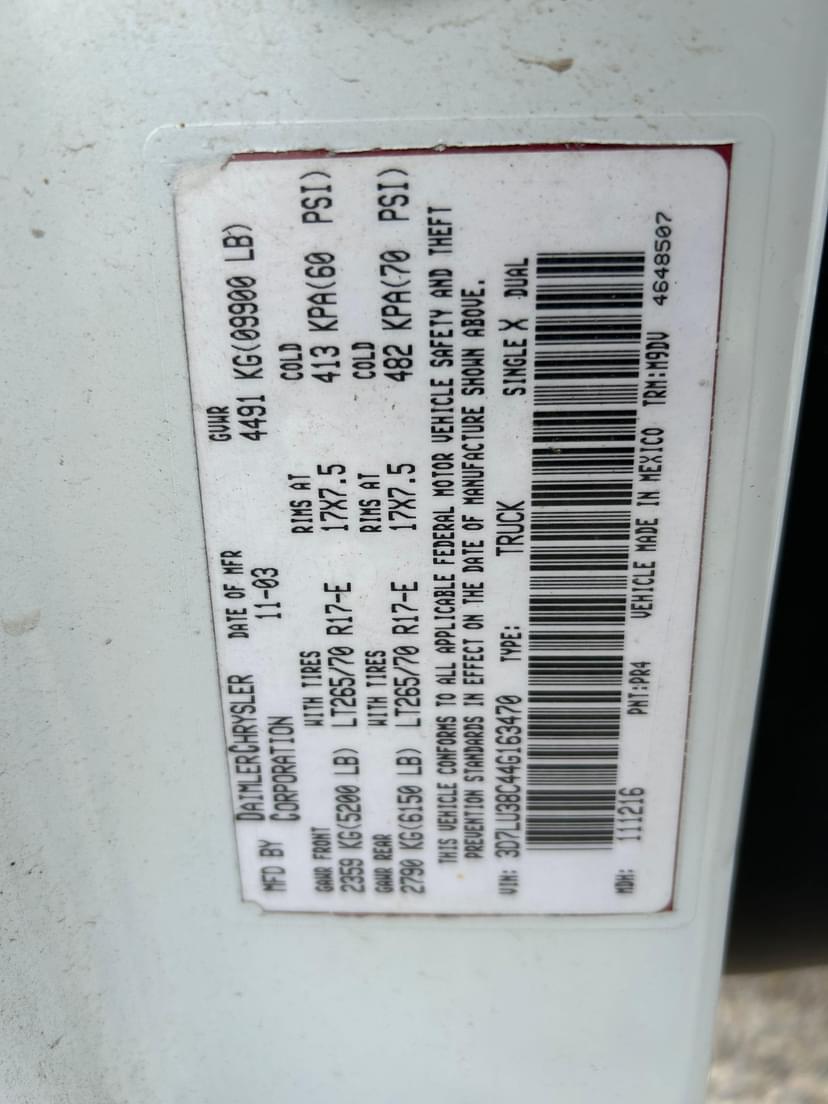 MFD BY DAIMLERCHRYSLER CORPORATION DATE OF MFR 11-03 GVWR 4491 KG(09900 LB)
GAWR FRONT WITH TIRES RIMS AT COLD
2359 KG(5200 LB) LT265/70 R17-E 17X7.5 413 KPA(60 PSI)
GAWR REAR WITH TIRES RIMS AT COLD
2790 KG(6150 LB) LT265/70 R17-E 17X7.5 482 KPA(70 PSI)
THIS VEHICLE CONFORMS TO ALL APPLICABLE FEDERAL MOTOR VEHICLE SAFETY AND THEFT
PREVENTION STANDARDS IN EFFECT ON THE DATE OF MANUFACTURE SHOWN ABOVE.
VIN: 3D7LU38C44G163470 TYPE: TRUCK SINGLE X DUAL
MDH: 111216 PNT:PR4 VEHICLE MADE IN MEXICO TRM:M9DV 4648507